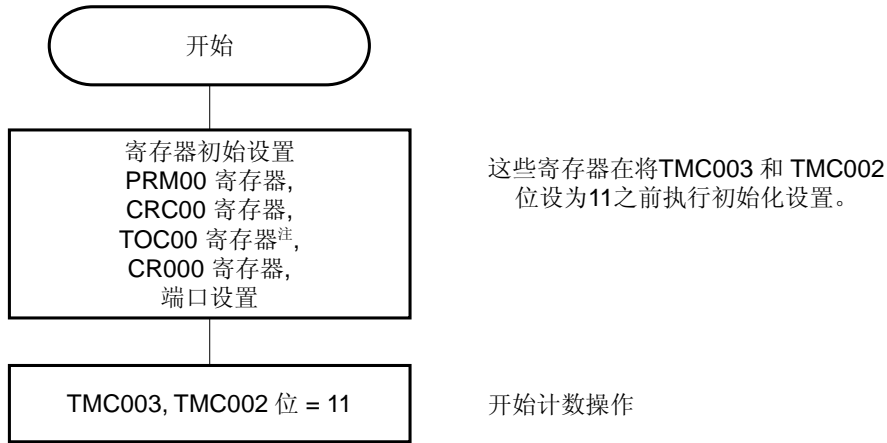 开始
寄存器初始设置
PRM00 寄存器,
CRC00 寄存器,
TOC00 寄存器注,
CR000 寄存器,
端口设置
这些寄存器在将TMC003 和 TMC002
位设为11之前执行初始化设置。
TMC003, TMC002 位 = 11
开始计数操作